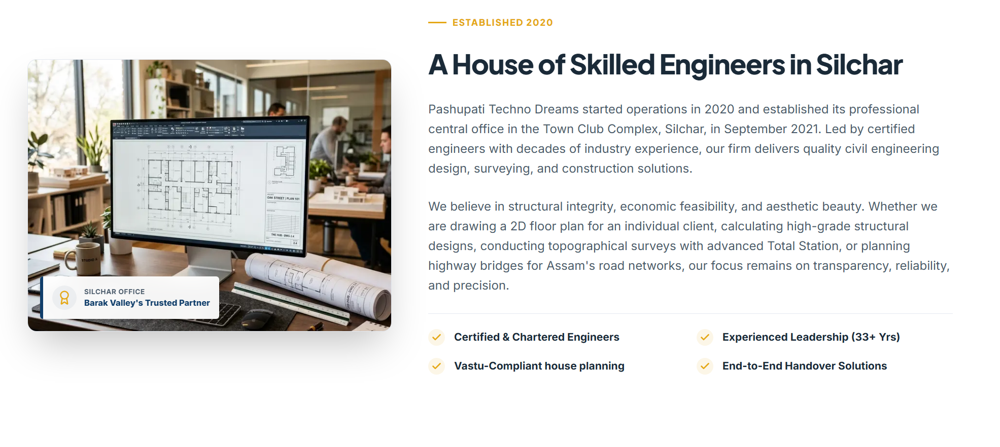 ESTABLISHED 2020
A House of Skilled Engineers in Silchar
Pashupati Techno Dreams started operations in 2020 and established its professional
central office in the Town Club Complex, Silchar, in September 2021. Led by certified
engineers with decades of industry experience, our firm delivers quality civil engineering
design, surveying, and construction solutions.
We believe in structural integrity, economic feasibility, and aesthetic beauty. Whether we
are drawing a 2D floor plan for an individual client, calculating high-grade structural
designs, conducting topographical surveys with advanced Total Station, or planning
highway bridges for Assam's road networks, our focus remains on transparency, reliability,
and precision.
Certified & Chartered Engineers
Experienced Leadership (33+ Yrs)
Vastu-Compliant house planning
End-to-End Handover Solutions
OAK STREET | PLAN 101
THE HUB - DWG 2.4
2.4
STUDIO A
SILCHAR OFFICE
Barak Valley's Trusted Partner